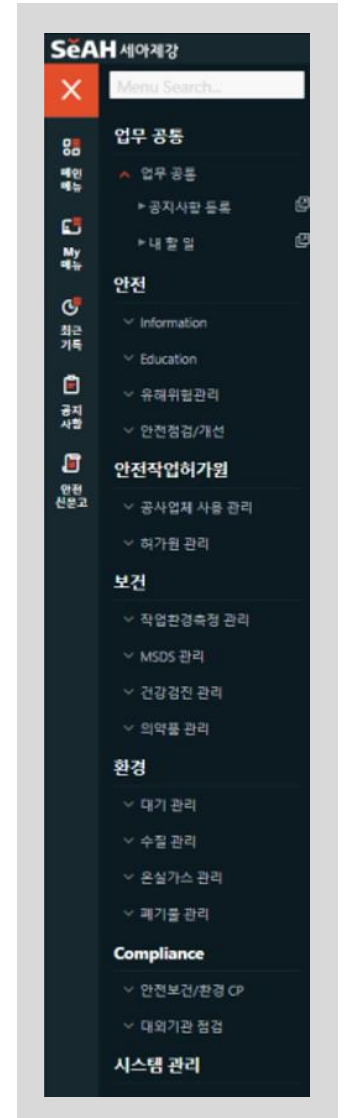 SeAH 세아제강
Menu Search...
메인
메뉴
My
메뉴
최근
기록
공지
사항
안전
신문고
업무 공통
업무 공통
공지사항 등록
내 할 일
안전
Information
Education
유해위험관리
안전점검/개선
안전작업허가원
공사업체 사용 관리
허가원 관리
보건
작업환경측정 관리
MSDS 관리
건강검진 관리
의약품 관리
환경
대기 관리
수질 관리
온실가스 관리
폐기물 관리
Compliance
안전보건/환경 CP
대외기관 점검
시스템 관리